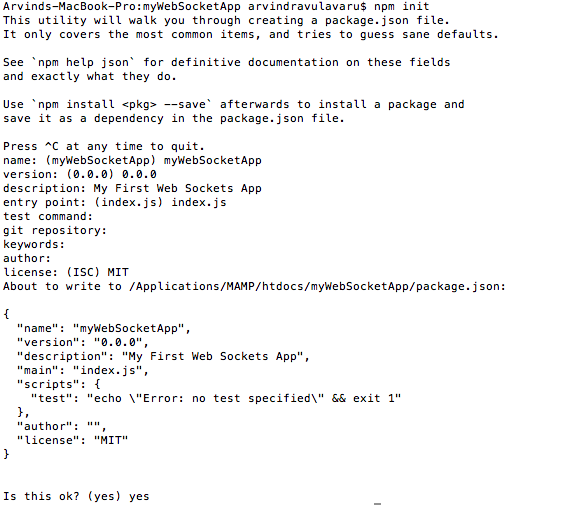 Arvinds-MacBook-Pro:myWebSocketApp arvindravulavaru$ npm init
This utility will walk you through creating a package.json file.
It only covers the most common items, and tries to guess sane defaults.
See `npm help json` for definitive documentation on these fields
and exactly what they do.
Use `npm install <pkg> --save` afterwards to install a package and
save it as a dependency in the package.json file.
Press ^C at any time to quit.
name: (myWebSocketApp) myWebSocketApp
version: (0.0.0) 0.0.0
description: My First Web Sockets App
entry point: (index.js) index.js
test command:
git repository:
keywords:
author:
license: (ISC) MIT
About to write to /Applications/MAMP/htdocs/myWebSocketApp/package.json:
{
  "name": "myWebSocketApp",
  "version": "0.0.0",
  "description": "My First Web Sockets App",
  "main": "index.js",
  "scripts": {
    "test": "echo \"Error: no test specified\" && exit 1"
  },
  "author": "",
  "license": "MIT"
}
Is this ok? (yes) yes